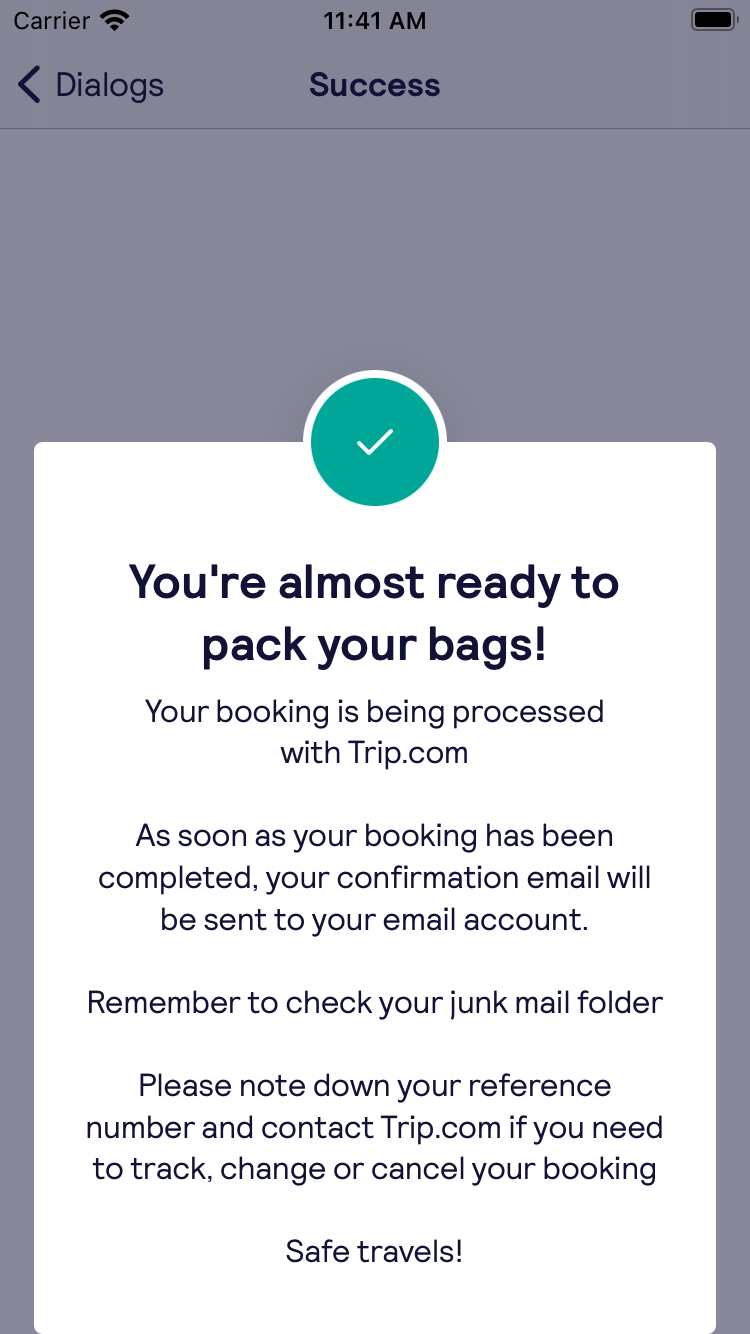 Carrier 11:41 AM
Dialogs Success
You're almost ready to
pack your bags!
Your booking is being processed
with Trip.com
As soon as your booking has been
completed, your confirmation email will
be sent to your email account.
Remember to check your junk mail folder
Please note down your reference
number and contact Trip.com if you need
to track, change or cancel your booking
Safe travels!